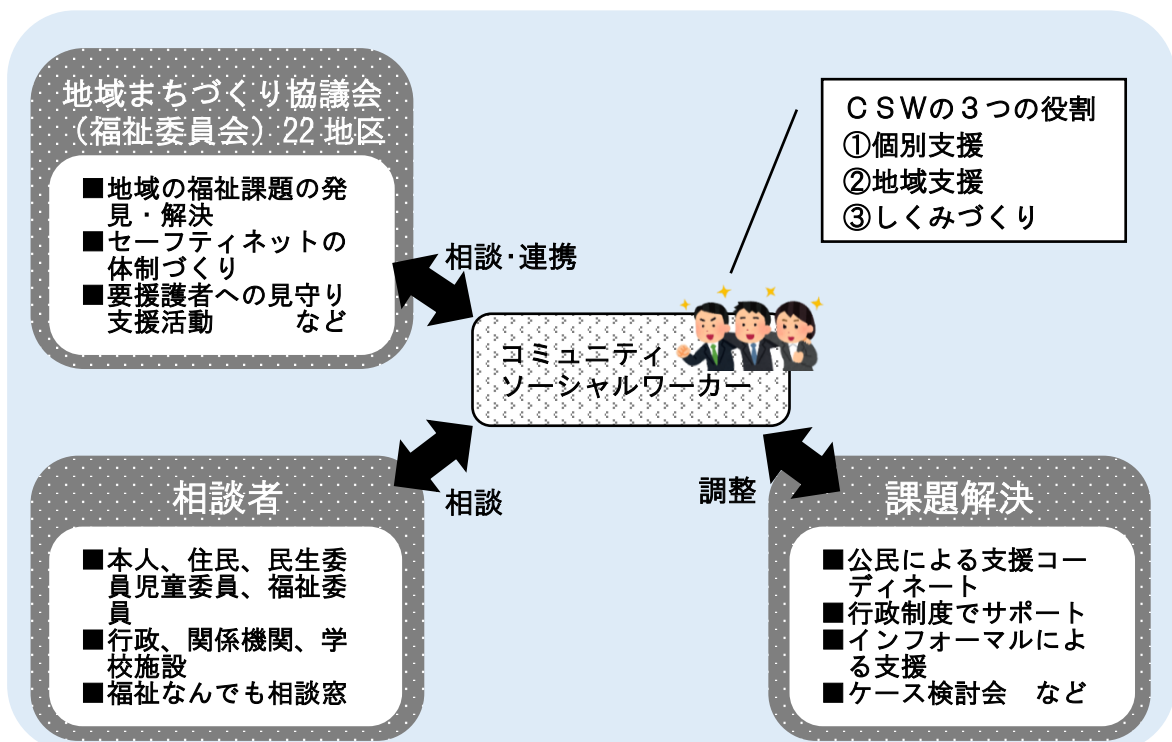 地域まちづくり協議会
（福祉委員会）22地区
■地域の福祉課題の発
見・解決
■セーフティネットの
体制づくり
■要援護者への見守り
支援活動　　　など
ＣＳＷの３つの役割
①個別支援
②地域支援
③しくみづくり
相談・連携
コミュニティ
ソーシャルワーカー
相談者
■本人、住民、民生委
員児童委員、福祉委
員
■行政、関係機関、学
校施設
■福祉なんでも相談窓
相談
調整
課題解決
■公民による支援コー
ディネート
■行政制度でサポート
■インフォーマルによ
る支援
■ケース検討会　など